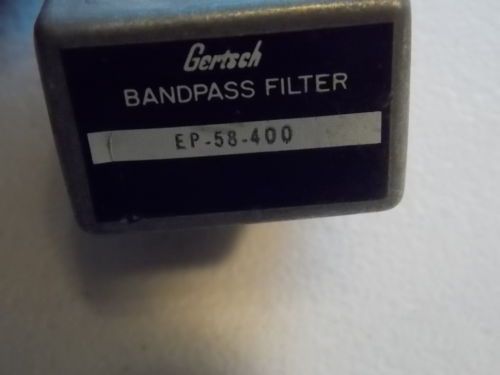 Gertsch
BANDPASS FILTER
EP-58-400